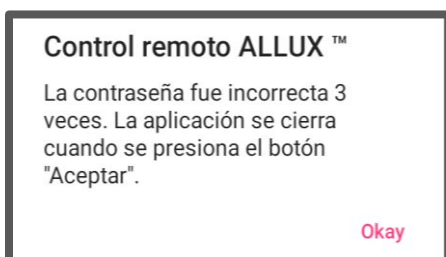 Control remoto ALLUX ™
La contraseña fue incorrecta 3
veces. La aplicación se cierra
cuando se presiona el botón
"Aceptar".
Okay